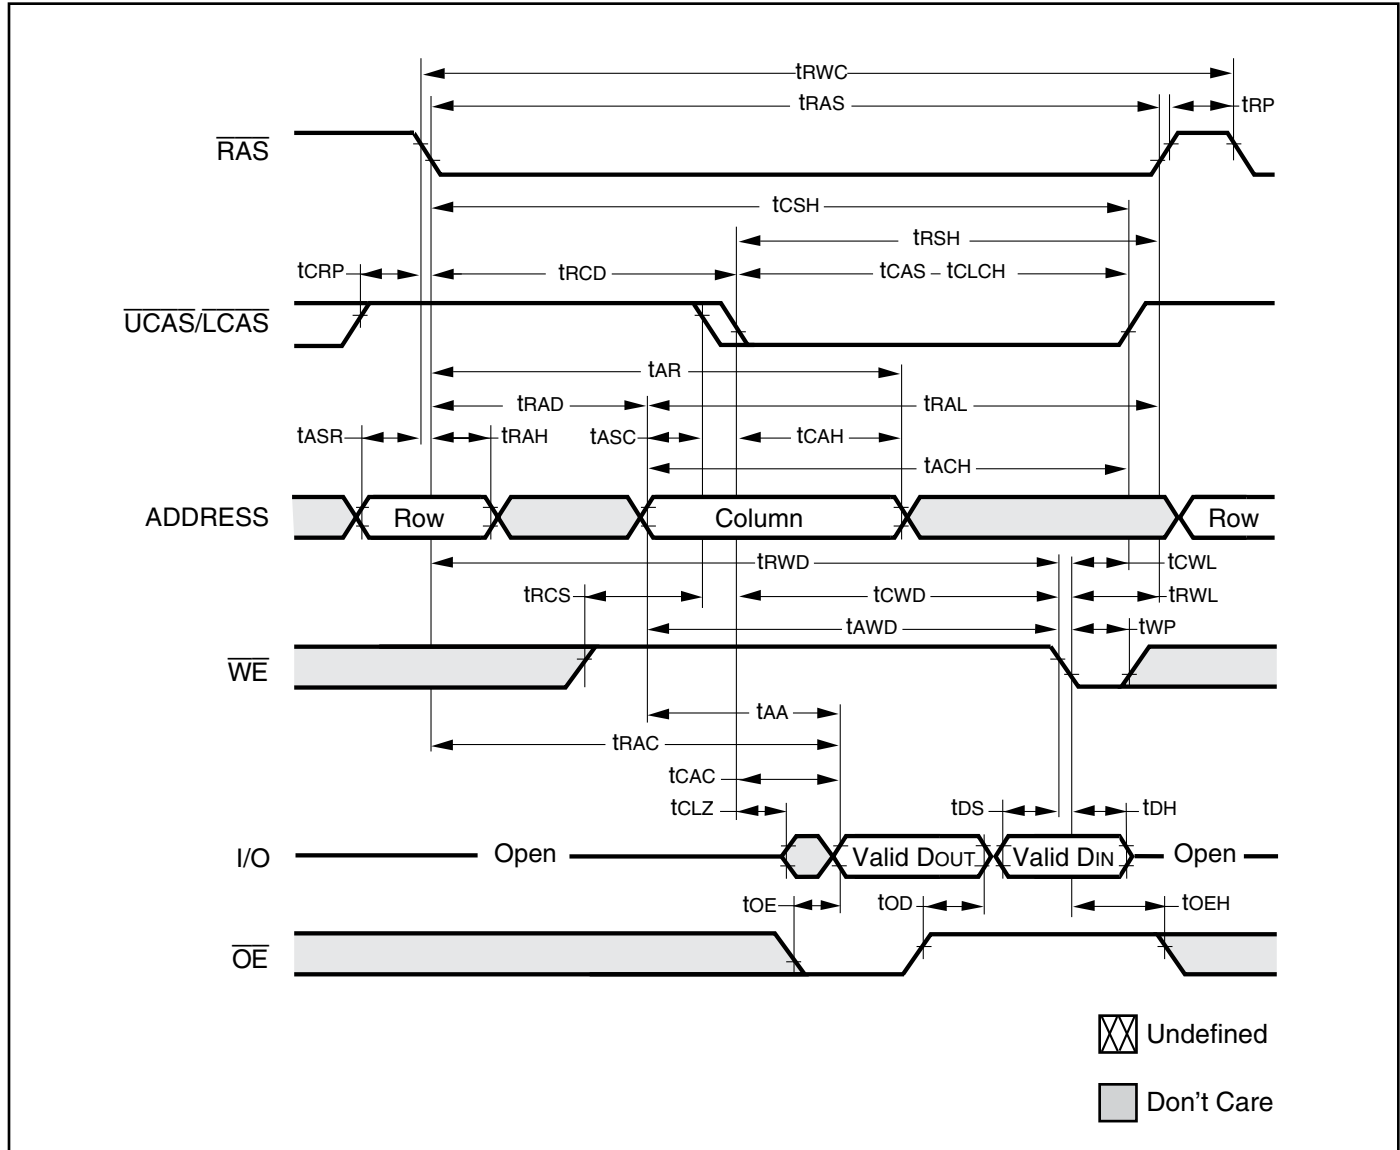 tRWC
tRAS
tRP
RAS
tCSH
tRSH
tCRP
tRCD
tCAS – tCLCH
UCAS/LCAS
tAR
tRAD
tRAL
tASR
tRAH
tASC
tCAH
tACH
ADDRESS
Row
Column
Row
tRWD
tCWL
tRCS
tCWD
tRWL
tAWD
tWP
WE
tAA
tRAC
tCAC
tCLZ
tDS
tDH
I/O
Open
Valid DOUT
Valid DIN
Open
tOE
tOD
tOEH
OE
Undefined
Don't Care